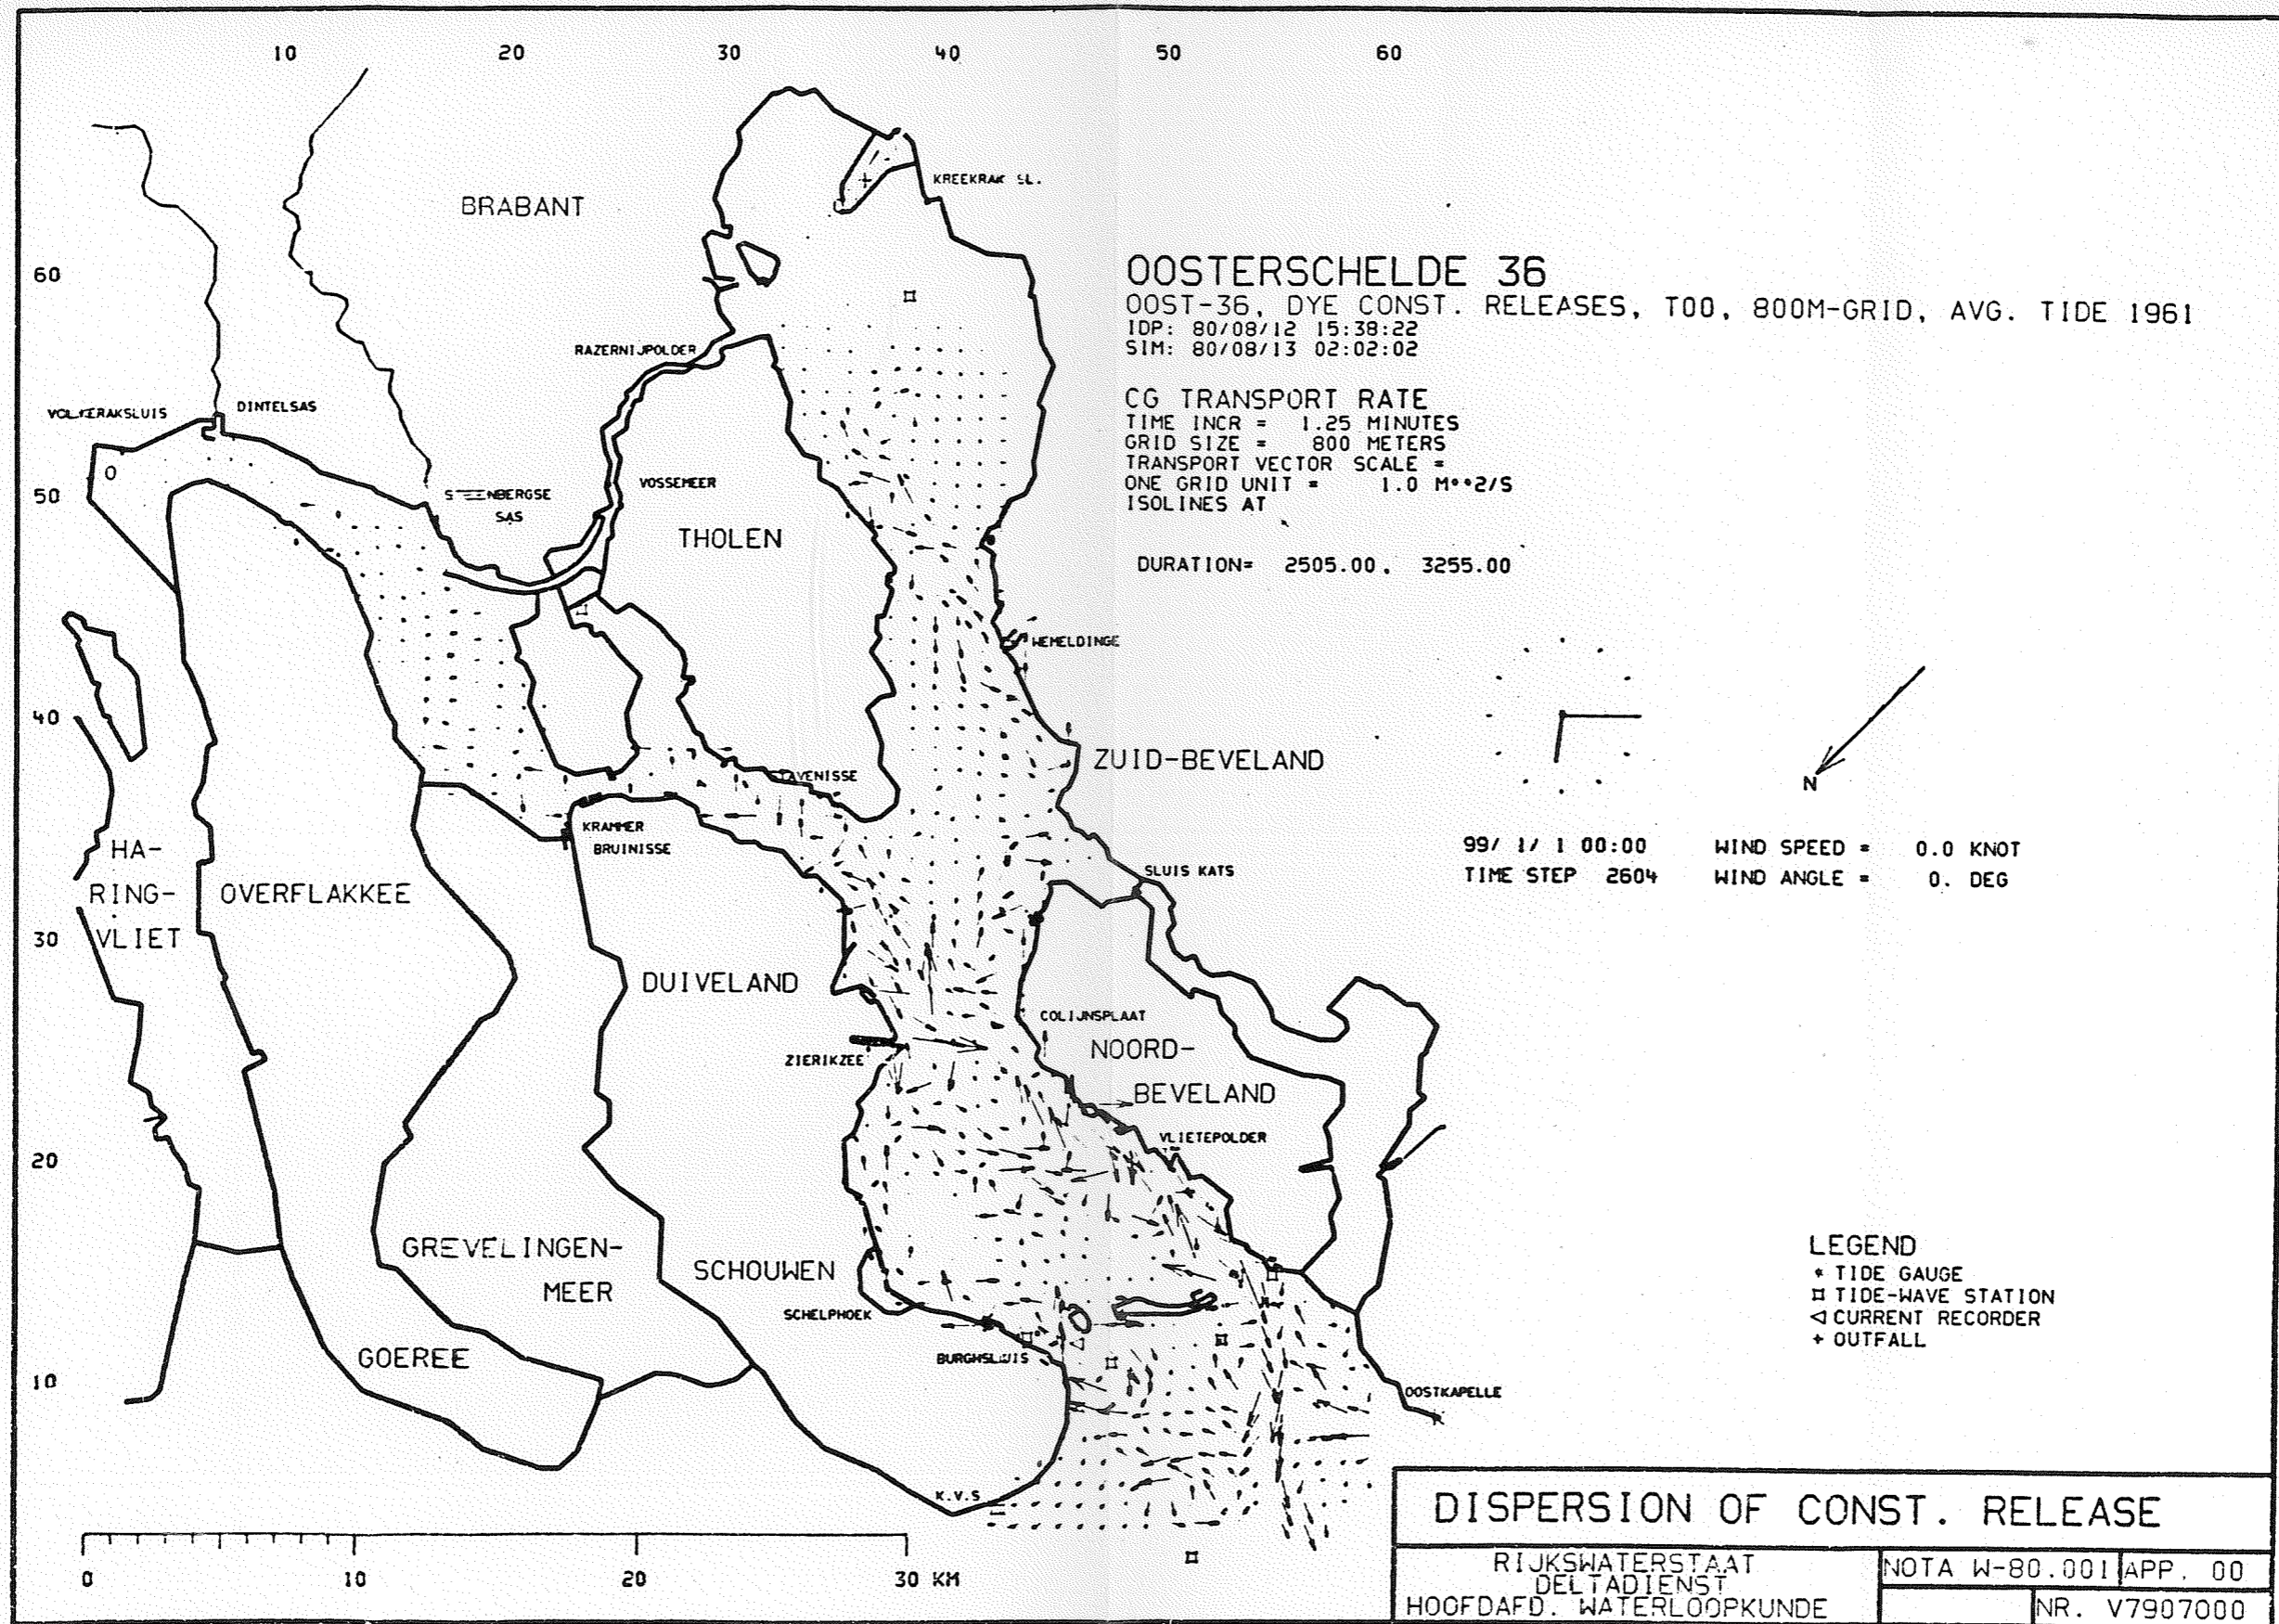 10 20 30 40 50 60
KREEKRAK SL.
BRABANT
60
OOSTERSCHELDE 36
OOST-36, DYE CONST. RELEASES, T00, 800M-GRID, AVG. TIDE 1961
IDP: 80/08/12 15:38:22
SIM: 80/08/13 02:02:02
RAZERNIJPOLDER
CG TRANSPORT RATE
TIME INCR = 1.25 MINUTES
GRID SIZE = 800 METERS
TRANSPORT VECTOR SCALE =
ONE GRID UNIT = 1.0 M**2/S
ISOLINES AT
DURATION= 2505.00, 3255.00
VOLKERAKSLUIS
DINTELSAS
50
STEENBERGSE
SAS
VOSSEMEER
THOLEN
WEMELDINGE
40
ZUID-BEVELAND
N
STAVENISSE
KRAMMER
BRUINISSE
99/ 1/ 1 00:00 WIND SPEED = 0.0 KNOT
TIME STEP 2604 WIND ANGLE = 0. DEG
HA-
RING-
VLIET
OVERFLAKKEE
SLUIS KATS
30
DUIVELAND
COLIJNSPLAAT
NOORD-
BEVELAND
ZIERIKZEE
VLIETEPOLDER
20
GREVELINGEN-
MEER
SCHOUWEN
SCHELPHOEK
LEGEND
* TIDE GAUGE
¤ TIDE-WAVE STATION
◁ CURRENT RECORDER
+ OUTFALL
BURGHSLUIS
GOEREE
10
OOSTKAPELLE
K.V.S
0 10 20 30 KM
DISPERSION OF CONST. RELEASE
RIJKSWATERSTAAT
DELTADIENST
HOOFDAFD. WATERLOOPKUNDE
NOTA W-80.001 APP. 00
NR. V7907000